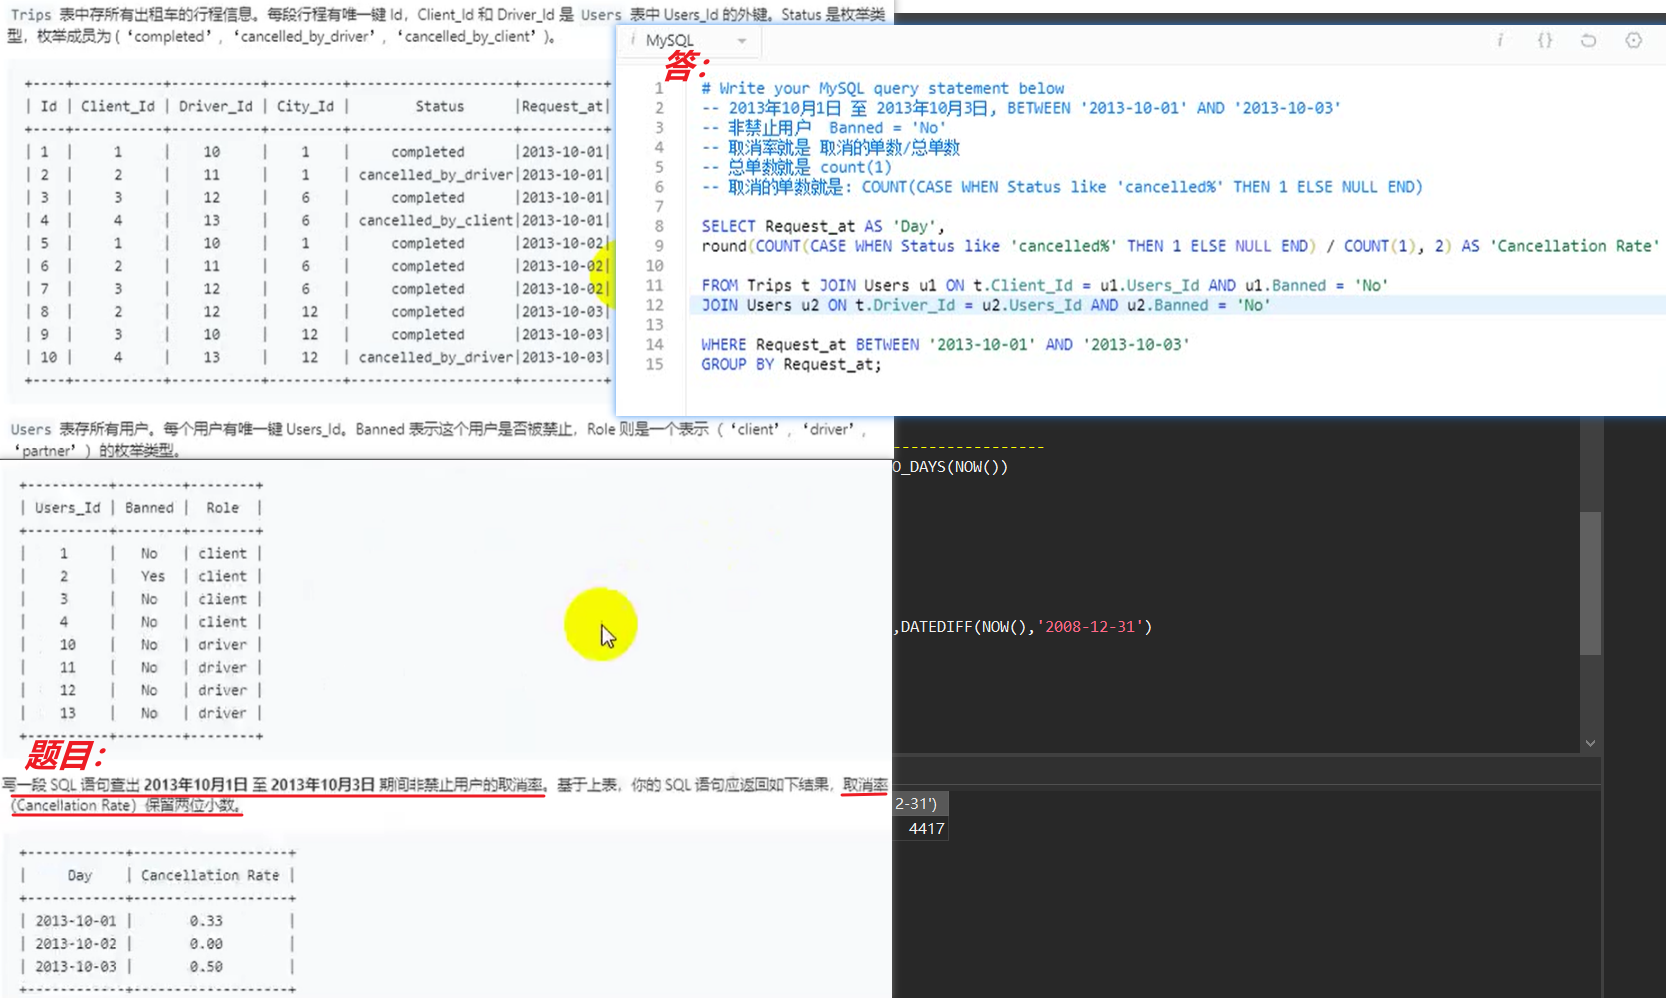 Trips 表中存所有出租车的行程信息。每段行程有唯一键 Id，Client_Id 和 Driver_Id 是 Users 表中 Users_Id 的外键。Status 是枚举类
型，枚举成员为 (‘completed’, ‘cancelled_by_driver’, ‘cancelled_by_client’)。
+----+-----------+-----------+---------+--------------------+----------+
| Id | Client_Id | Driver_Id | City_Id |        Status      |Request_at|
+----+-----------+-----------+---------+--------------------+----------+
| 1  |     1     |    10     |    1    |     completed      |2013-10-01|
| 2  |     2     |    11     |    1    | cancelled_by_driver|2013-10-01|
| 3  |     3     |    12     |    6    |     completed      |2013-10-01|
| 4  |     4     |    13     |    6    | cancelled_by_client|2013-10-01|
| 5  |     1     |    10     |    1    |     completed      |2013-10-02|
| 6  |     2     |    11     |    6    |     completed      |2013-10-02|
| 7  |     3     |    12     |    6    |     completed      |2013-10-02|
| 8  |     2     |    12     |    12   |     completed      |2013-10-03|
| 9  |     3     |    10     |    12   |     completed      |2013-10-03|
| 10 |     4     |    13     |    12   | cancelled_by_driver|2013-10-03|
+----+-----------+-----------+---------+--------------------+----------+
Users 表存所有用户。每个用户有唯一键 Users_Id。Banned 表示这个用户是否被禁止，Role 则是一个表示（‘client’, ‘driver’,
‘partner’）的枚举类型。
+----------+--------+--------+
| Users_Id | Banned |  Role  |
+----------+--------+--------+
|    1     |   No   | client |
|    2     |   Yes  | client |
|    3     |   No   | client |
|    4     |   No   | client |
|    10    |   No   | driver |
|    11    |   No   | driver |
|    12    |   No   | driver |
|    13    |   No   | driver |
+----------+--------+--------+
题目：
写一段 SQL 语句查出 2013年10月1日 至 2013年10月3日 期间非禁止用户的取消率。基于上表，你的 SQL 语句应返回如下结果，取消率
（Cancellation Rate）保留两位小数。
+------------+-------------------+
|     Day    | Cancellation Rate |
+------------+-------------------+
| 2013-10-01 |       0.33        |
| 2013-10-02 |       0.00        |
| 2013-10-03 |       0.50        |
+------------+-------------------+
i MySQL
i {}
答：
1 # Write your MySQL query statement below
2 -- 2013年10月1日 至 2013年10月3日, BETWEEN '2013-10-01' AND '2013-10-03'
3 -- 非禁止用户 Banned = 'No'
4 -- 取消率就是 取消的单数/总单数
5 -- 总单数就是 count(1)
6 -- 取消的单数就是: COUNT(CASE WHEN Status like 'cancelled%' THEN 1 ELSE NULL END)
7
8 SELECT Request_at AS 'Day',
9 round(COUNT(CASE WHEN Status like 'cancelled%' THEN 1 ELSE NULL END) / COUNT(1), 2) AS 'Cancellation Rate'
10
11 FROM Trips t JOIN Users u1 ON t.Client_Id = u1.Users_Id AND u1.Banned = 'No'
12 JOIN Users u2 ON t.Driver_Id = u2.Users_Id AND u2.Banned = 'No'
13
14 WHERE Request_at BETWEEN '2013-10-01' AND '2013-10-03'
15 GROUP BY Request_at;
-----------------
O_DAYS(NOW())
,DATEDIFF(NOW(),'2008-12-31')
2-31')
4417